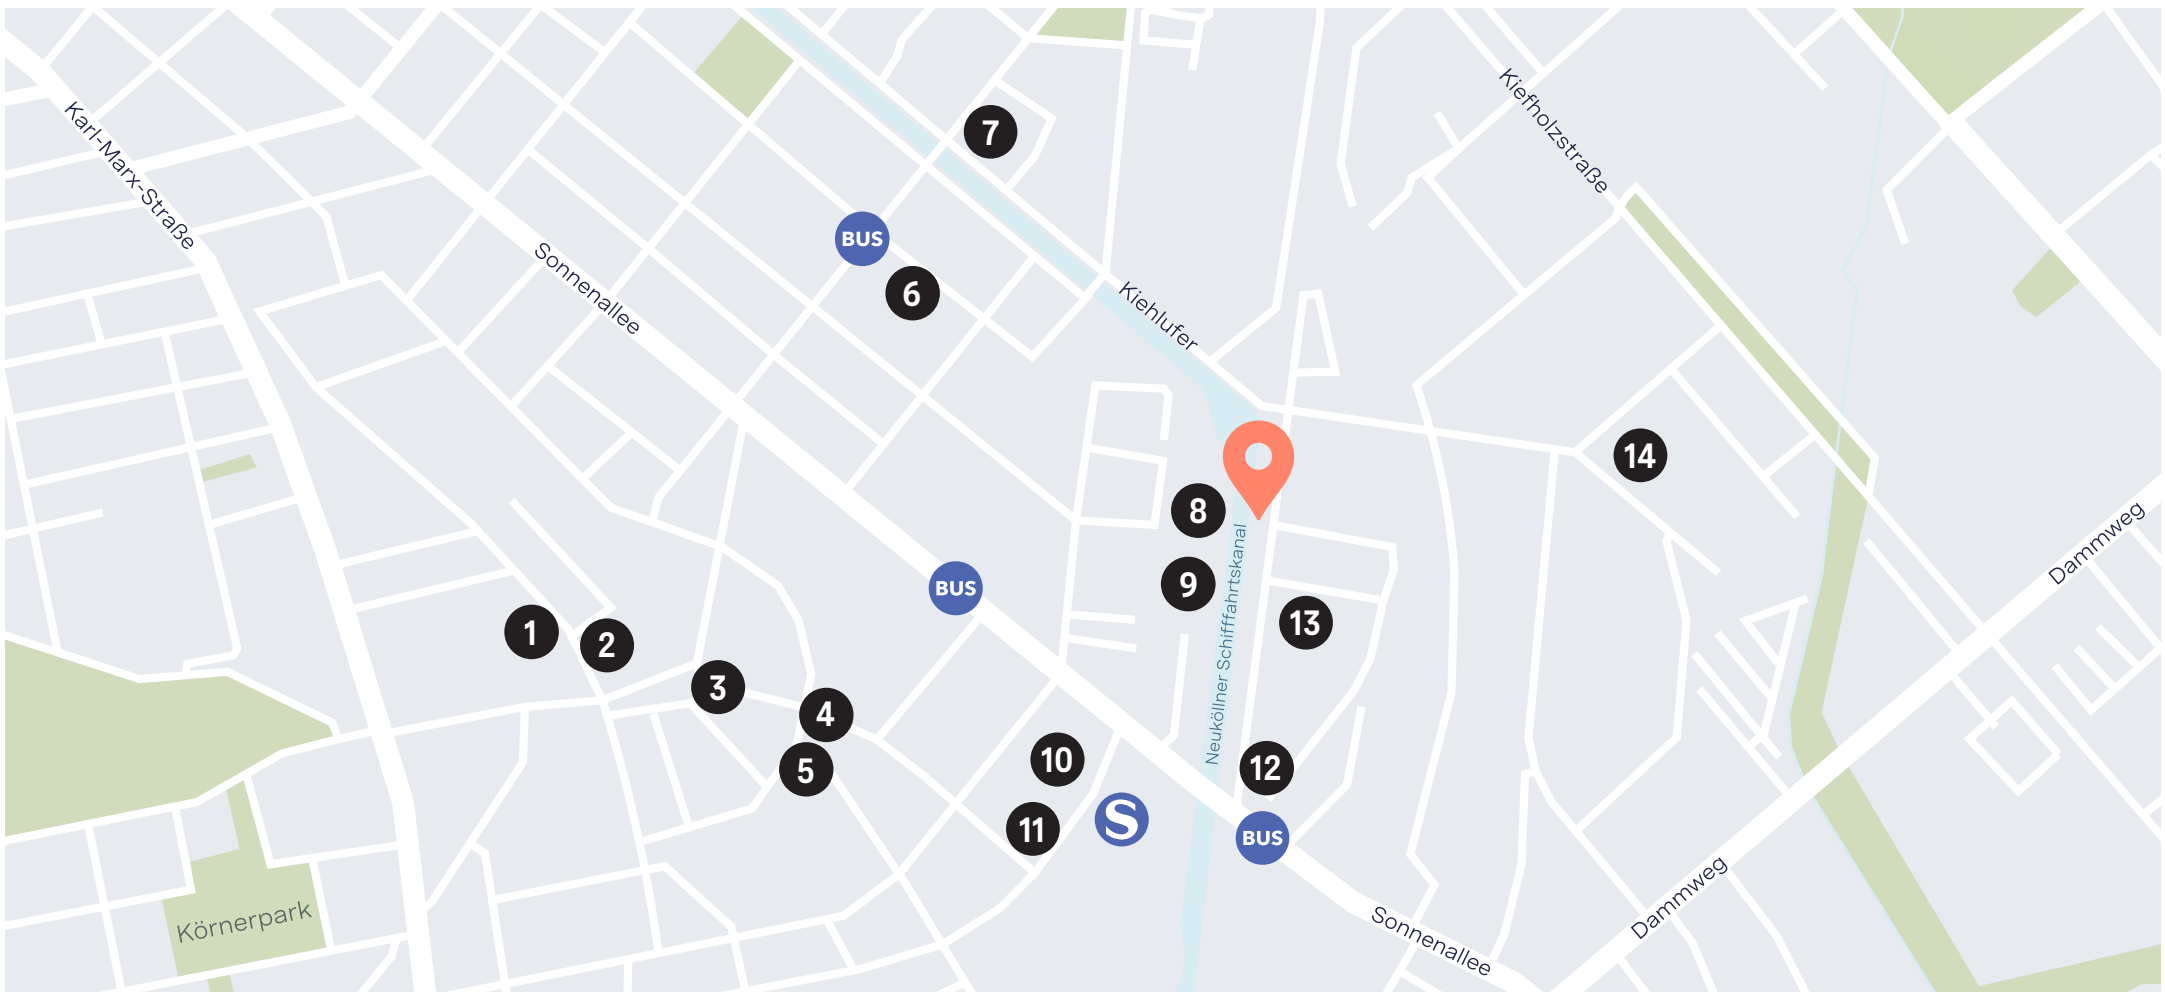 Karl-Marx-Straße
Sonnenallee
Kiefholzstraße
7
BUS
6
Kiehlufer
14
8
Neuköllner Schifffahrtskanal
Dammweg
9
BUS
13
1
2
3
4
5
10
12
11
S
BUS
Körnerpark
Dammweg
Sonnenallee